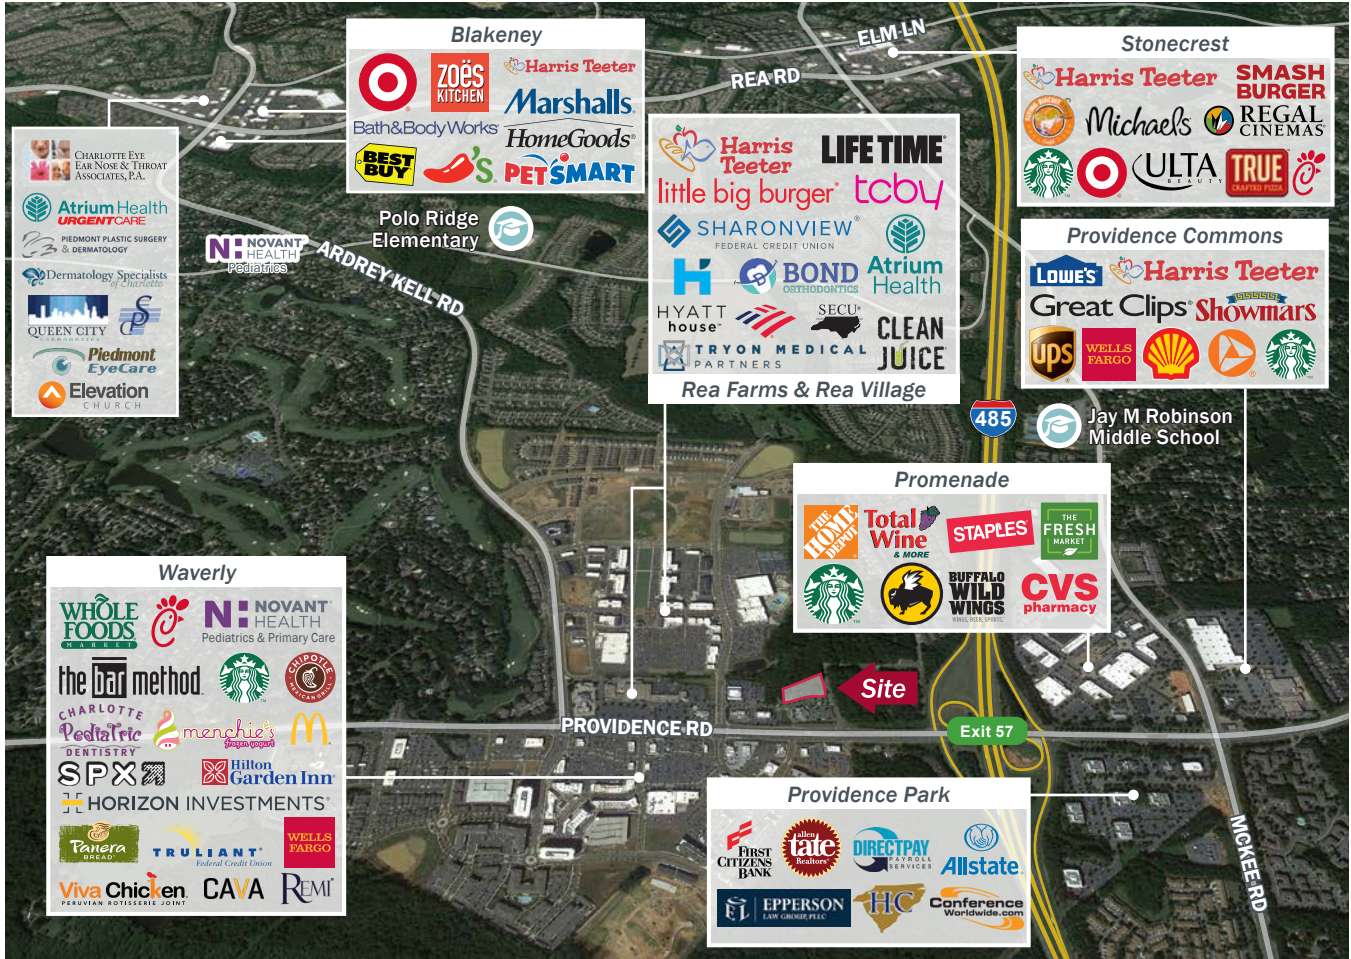 Blakeney
ZOËS
KITCHEN
Harris Teeter
Marshalls
Bath & Body Works
HomeGoods
BEST
BUY
'S
PETSMART
ELM LN
REA RD
Stonecrest
Harris Teeter
SMASH
BURGER
Michaels
REGAL
CINEMAS
ULTA
BEAUTY
TRUE
CRAFTED PIZZA
CHARLOTTE EYE
EAR NOSE & THROAT
ASSOCIATES, P.A.
Atrium Health
URGENT CARE
PIEDMONT PLASTIC SURGERY
& DERMATOLOGY
Dermatology Specialists
of Charlotte
QUEEN CITY
Piedmont
EyeCare
Elevation
CHURCH
NOVANT
HEALTH
Pediatrics
ARDREY KELL RD
Polo Ridge
Elementary
Harris
Teeter
LIFE TIME
little big burger
tcby
SHARONVIEW
FEDERAL CREDIT UNION
Atrium
Health
BOND
ORTHODONTICS
HYATT
house
SECU
CLEAN
JUICE
TRYON MEDICAL
PARTNERS
Rea Farms & Rea Village
Providence Commons
LOWE'S
Harris Teeter
Great Clips
Showmars
ups
WELLS
FARGO
485
Jay M Robinson
Middle School
Promenade
THE
HOME
DEPOT
Total
Wine
& MORE
STAPLES
THE
FRESH
MARKET
BUFFALO
WILD
WINGS
WINGS. BEER. SPORTS.
CVS
pharmacy
Site
PROVIDENCE RD
Exit 57
MCKEE RD
Waverly
WHOLE
FOODS
MARKET
NOVANT
HEALTH
Pediatrics & Primary Care
the bar method
CHIPOTLE
MEXICAN GRILL
CHARLOTTE
Pediatric
DENTISTRY
menchie's
frozen yogurt
SPX
Hilton
Garden Inn
HORIZON INVESTMENTS
Panera
BREAD
TRULIANT
Federal Credit Union
WELLS
FARGO
Viva Chicken
PERUVIAN ROTISSERIE JOINT
CAVA
REMI
Providence Park
FIRST
CITIZENS
BANK
allen
tate
Realtors
DIRECTPAY
PAYROLL
SERVICES
Allstate
EPPERSON
LAW GROUP, PLLC
HC
Conference
Worldwide.com